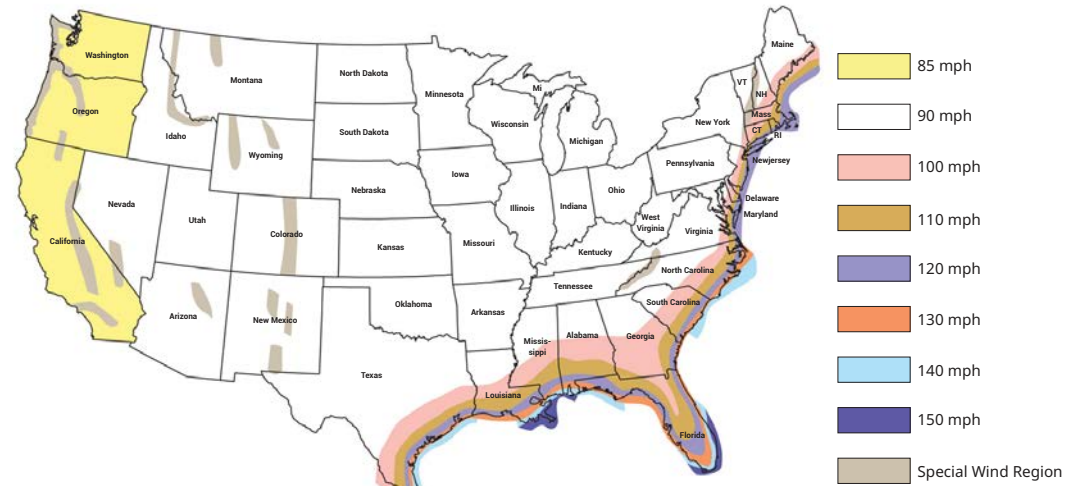 Washington
Oregon
California
Nevada
Idaho
Montana
Wyoming
Utah
Colorado
Arizona
New Mexico
North Dakota
South Dakota
Nebraska
Kansas
Oklahoma
Texas
Minnesota
Iowa
Missouri
Arkansas
Louisiana
Wisconsin
Mi
Michigan
Illinois
Indiana
Ohio
Kentucky
Tennessee
Missis-
sippi
Alabama
Georgia
Florida
South Carolina
North Carolina
Virginia
West
Virginia
Pennsylvania
New York
VT
NH
Maine
Mass
CT
RI
Newjersey
Delaware
Maryland
85 mph
90 mph
100 mph
110 mph
120 mph
130 mph
140 mph
150 mph
Special Wind Region